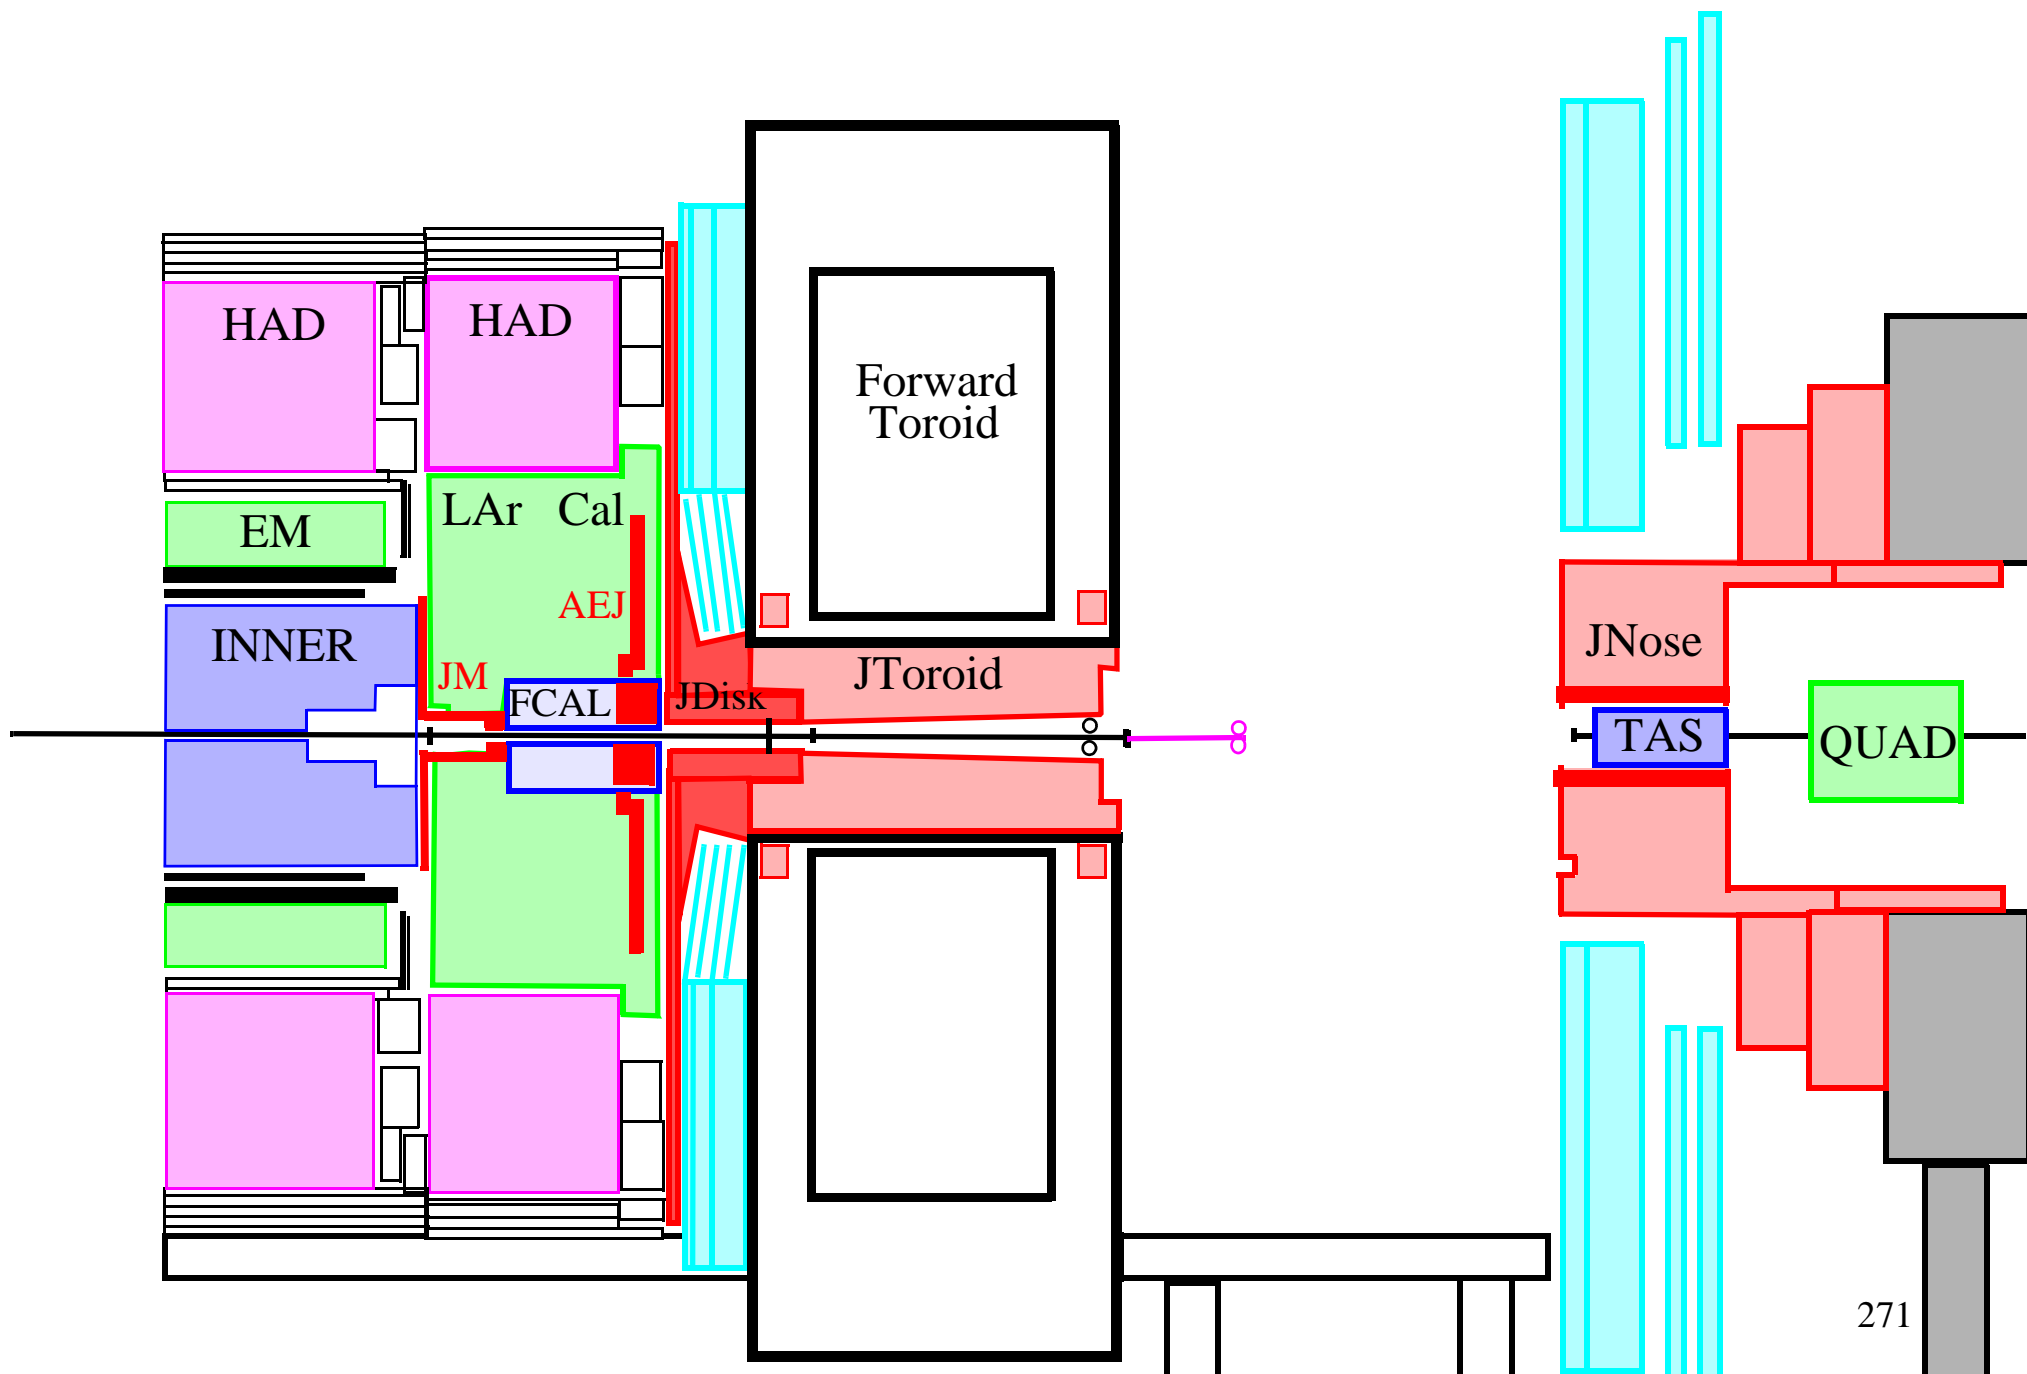 HAD
HAD
Forward
Toroid
LAr Cal
EM
AEJ
INNER
JM
FCAL
JDisk
JToroid
JNose
TAS
QUAD
271